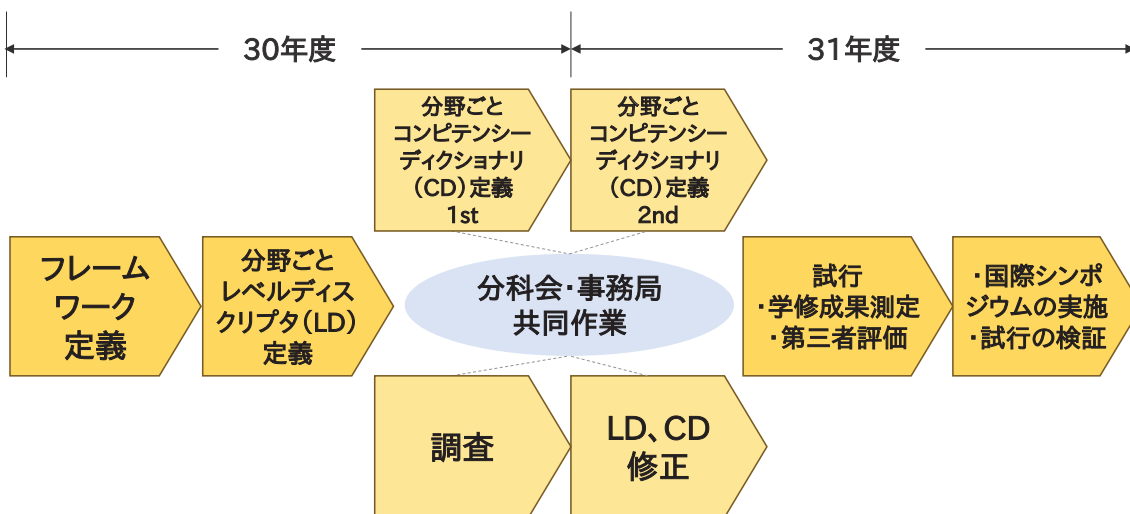 30年度
31年度
分野ごと
コンピテンシー
ディクショナリ
（CD）定義
1st
分野ごと
コンピテンシー
ディクショナリ
（CD）定義
2nd
フレーム
ワーク
定義
分野ごと
レベルディス
クリプタ（LD）
定義
分科会・事務局
共同作業
試行
・学修成果測定
・第三者評価
・国際シンポ
ジウムの実施
・試行の検証
調査
LD、CD
修正